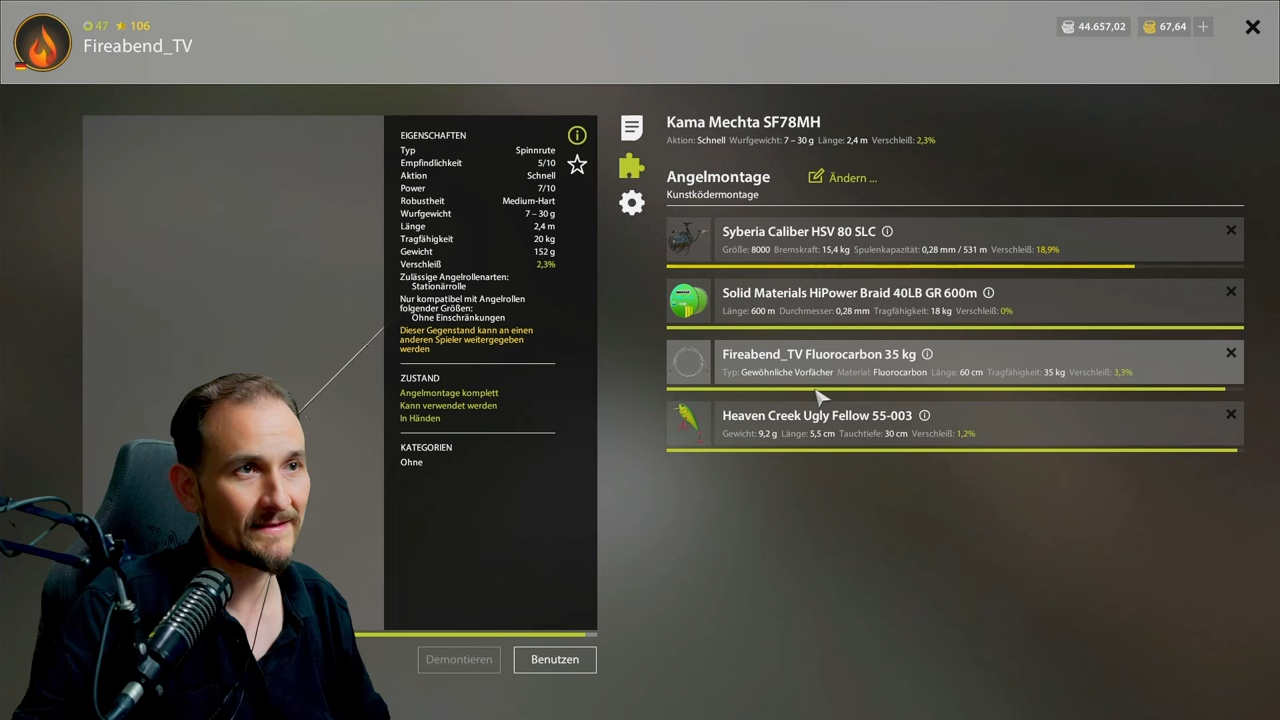 47 106
Fireabend_TV
44.657,02
67,64
EIGENSCHAFTEN
Typ Spinnrute
Empfindlichkeit 5/10
Aktion Schnell
Power 7/10
Robustheit Medium-Hart
Wurfgewicht 7 – 30 g
Länge 2,4 m
Tragfähigkeit 20 kg
Gewicht 152 g
Verschleiß 2,3%
Zulässige Angelrollenarten:
Stationärrolle
Nur kompatibel mit Angelrollen
folgender Größen:
Ohne Einschränkungen
Dieser Gegenstand kann an einen
anderen Spieler weitergegeben
werden
ZUSTAND
Angelmontage komplett
Kann verwendet werden
In Händen
KATEGORIEN
Ohne
Demontieren
Benutzen
Kama Mechta SF78MH
Aktion: Schnell Wurfgewicht: 7 – 30 g Länge: 2,4 m Verschleiß: 2,3%
Angelmontage
Ändern ...
Kunstködermontage
Syberia Caliber HSV 80 SLC
Größe: 8000 Bremskraft: 15,4 kg Spulenkapazität: 0,28 mm / 531 m Verschleiß: 18,9%
Solid Materials HiPower Braid 40LB GR 600m
Länge: 600 m Durchmesser: 0,28 mm Tragfähigkeit: 18 kg Verschleiß: 0%
Fireabend_TV Fluorocarbon 35 kg
Typ: Gewöhnliche Vorfächer Material: Fluorocarbon Länge: 60 cm Tragfähigkeit: 35 kg Verschleiß: 3,3%
Heaven Creek Ugly Fellow 55-003
Gewicht: 9,2 g Länge: 5,5 cm Tauchtiefe: 30 cm Verschleiß: 1,2%